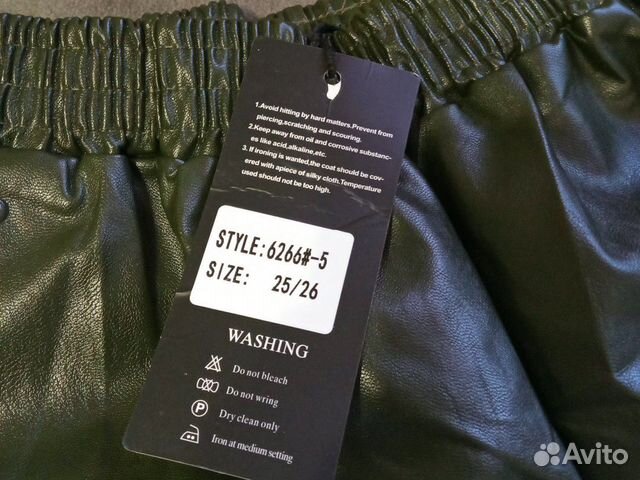 1.Avoid hitting by hard matters.Prevent from
piercing,scratching and scouring.
2.Keep away from oil and corrosive substanc-
es like acid,alkaline,etc.
3. If ironing is wanted,the coat should be cov-
ered with apiece of silky cloth.Temperature
used should not be too high.
STYLE:6266#-5
SIZE: 25/26
WASHING
Do not bleach
Do not wring
P Dry clean only
Iron at medium setting
Avito